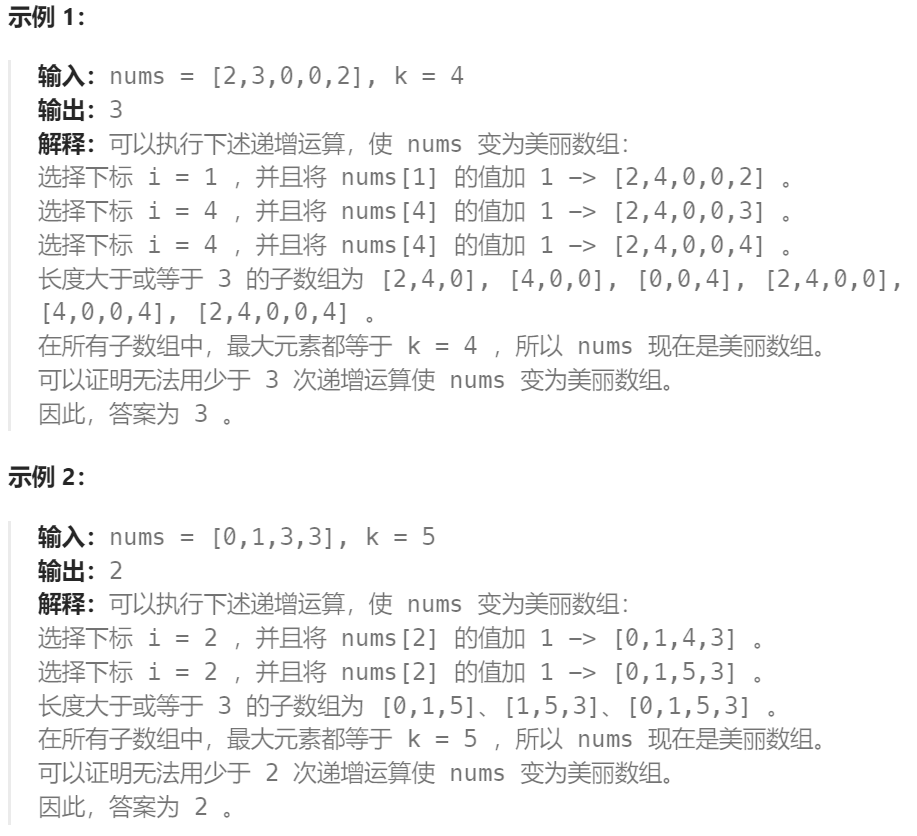 示例 1：
输入：nums = [2,3,0,0,2], k = 4
输出：3
解释：可以执行下述递增运算，使 nums 变为美丽数组：
选择下标 i = 1 ，并且将 nums[1] 的值加 1 -> [2,4,0,0,2] 。
选择下标 i = 4 ，并且将 nums[4] 的值加 1 -> [2,4,0,0,3] 。
选择下标 i = 4 ，并且将 nums[4] 的值加 1 -> [2,4,0,0,4] 。
长度大于或等于 3 的子数组为 [2,4,0], [4,0,0], [0,0,4], [2,4,0,0],
[4,0,0,4], [2,4,0,0,4] 。
在所有子数组中，最大元素都等于 k = 4 ，所以 nums 现在是美丽数组。
可以证明无法用少于 3 次递增运算使 nums 变为美丽数组。
因此，答案为 3 。
示例 2：
输入：nums = [0,1,3,3], k = 5
输出：2
解释：可以执行下述递增运算，使 nums 变为美丽数组：
选择下标 i = 2 ，并且将 nums[2] 的值加 1 -> [0,1,4,3] 。
选择下标 i = 2 ，并且将 nums[2] 的值加 1 -> [0,1,5,3] 。
长度大于或等于 3 的子数组为 [0,1,5]、[1,5,3]、[0,1,5,3] 。
在所有子数组中，最大元素都等于 k = 5 ，所以 nums 现在是美丽数组。
可以证明无法用少于 2 次递增运算使 nums 变为美丽数组。
因此，答案为 2 。